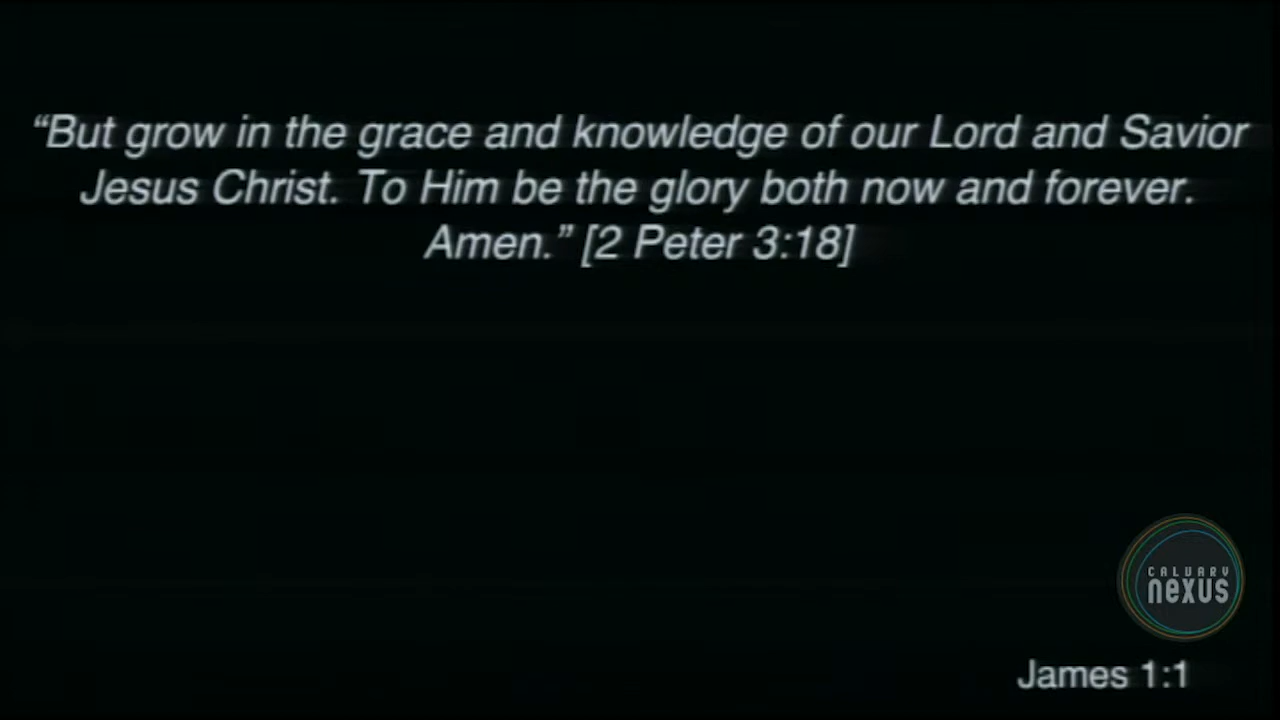 “But grow in the grace and knowledge of our Lord and Savior
Jesus Christ. To Him be the glory both now and forever.
Amen.” [2 Peter 3:18]
CALVARY
nexus
James 1:1